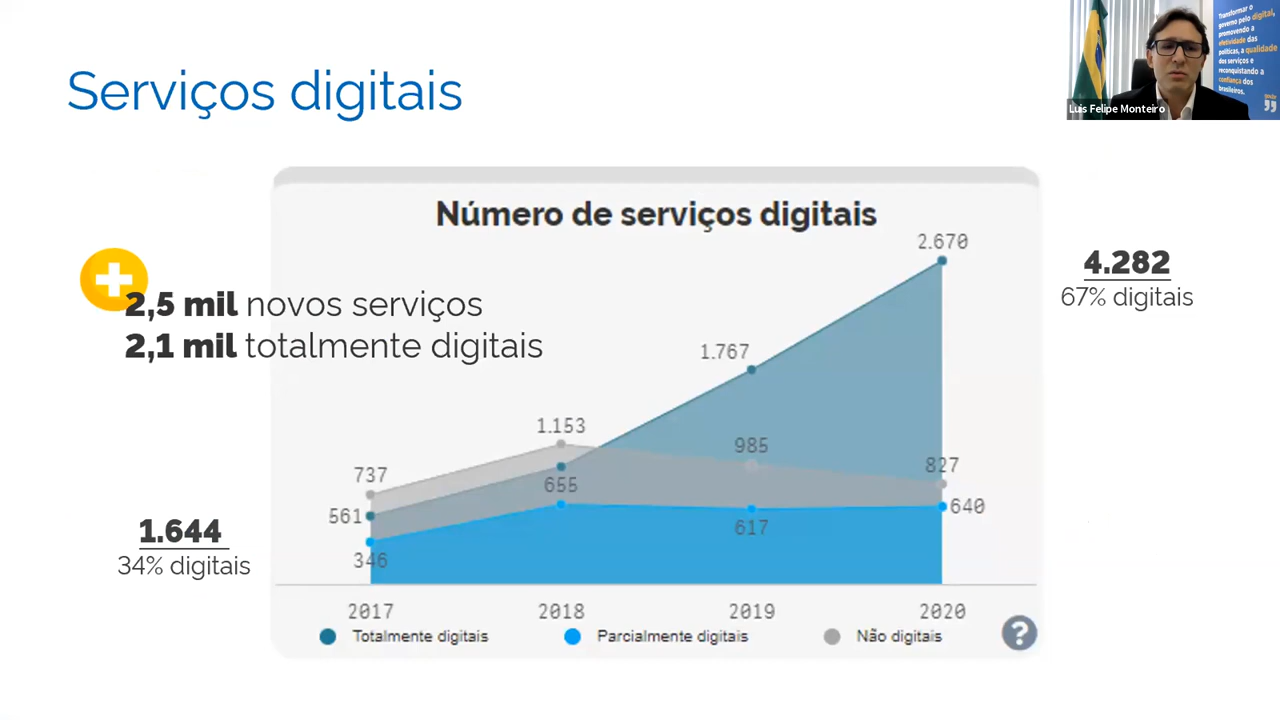 Serviços digitais
Transformar o
governo pelo digital,
promovendo a
efetividade das
políticas, a qualidade
dos serviços e
reconquistando a
confiança dos
brasileiros.
Luis Felipe Monteiro
Número de serviços digitais
2,5 mil novos serviços
2,1 mil totalmente digitais
4.282
67% digitais
1.644
34% digitais
2.670
1.767
1.153
985
827
737
655
640
617
561
346
2017 2018 2019 2020
Totalmente digitais Parcialmente digitais Não digitais
?